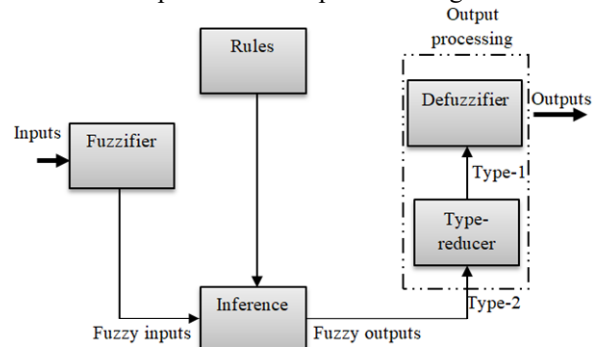 Output
processing
Rules
Defuzzifier
Outputs
Inputs
Fuzzifier
Type-1
Type-
reducer
Inference
Type-2
Fuzzy inputs
Fuzzy outputs